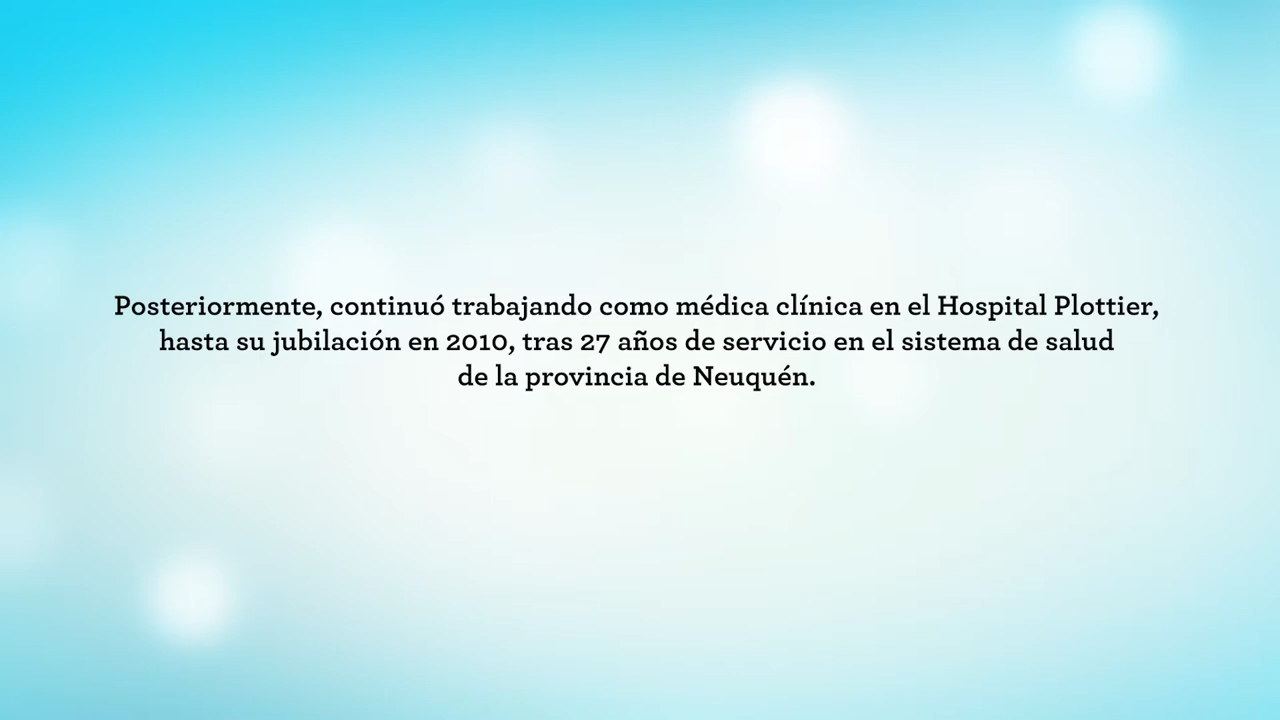 Posteriormente, continuó trabajando como médica clínica en el Hospital Plottier,
hasta su jubilación en 2010, tras 27 años de servicio en el sistema de salud
de la provincia de Neuquén.